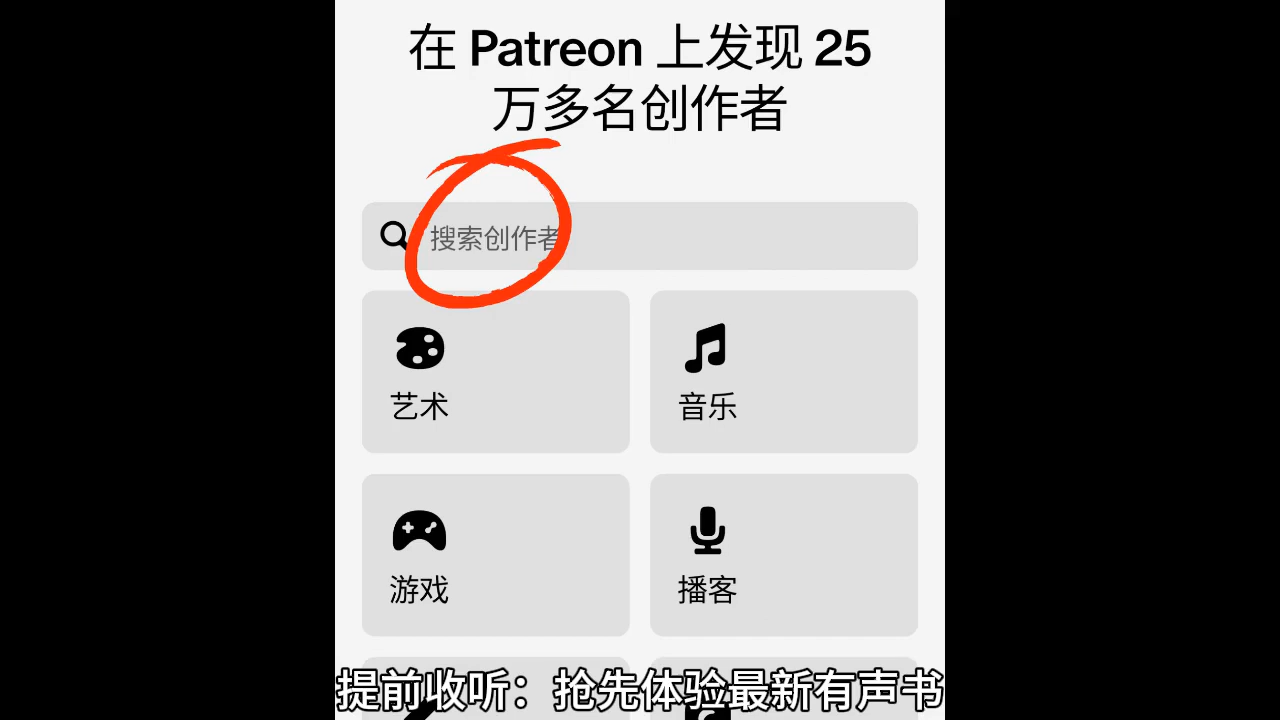 在 Patreon 上发现 25
万多名创作者
搜索创作者
艺术
音乐
游戏
播客
提前收听：抢先体验最新有声书